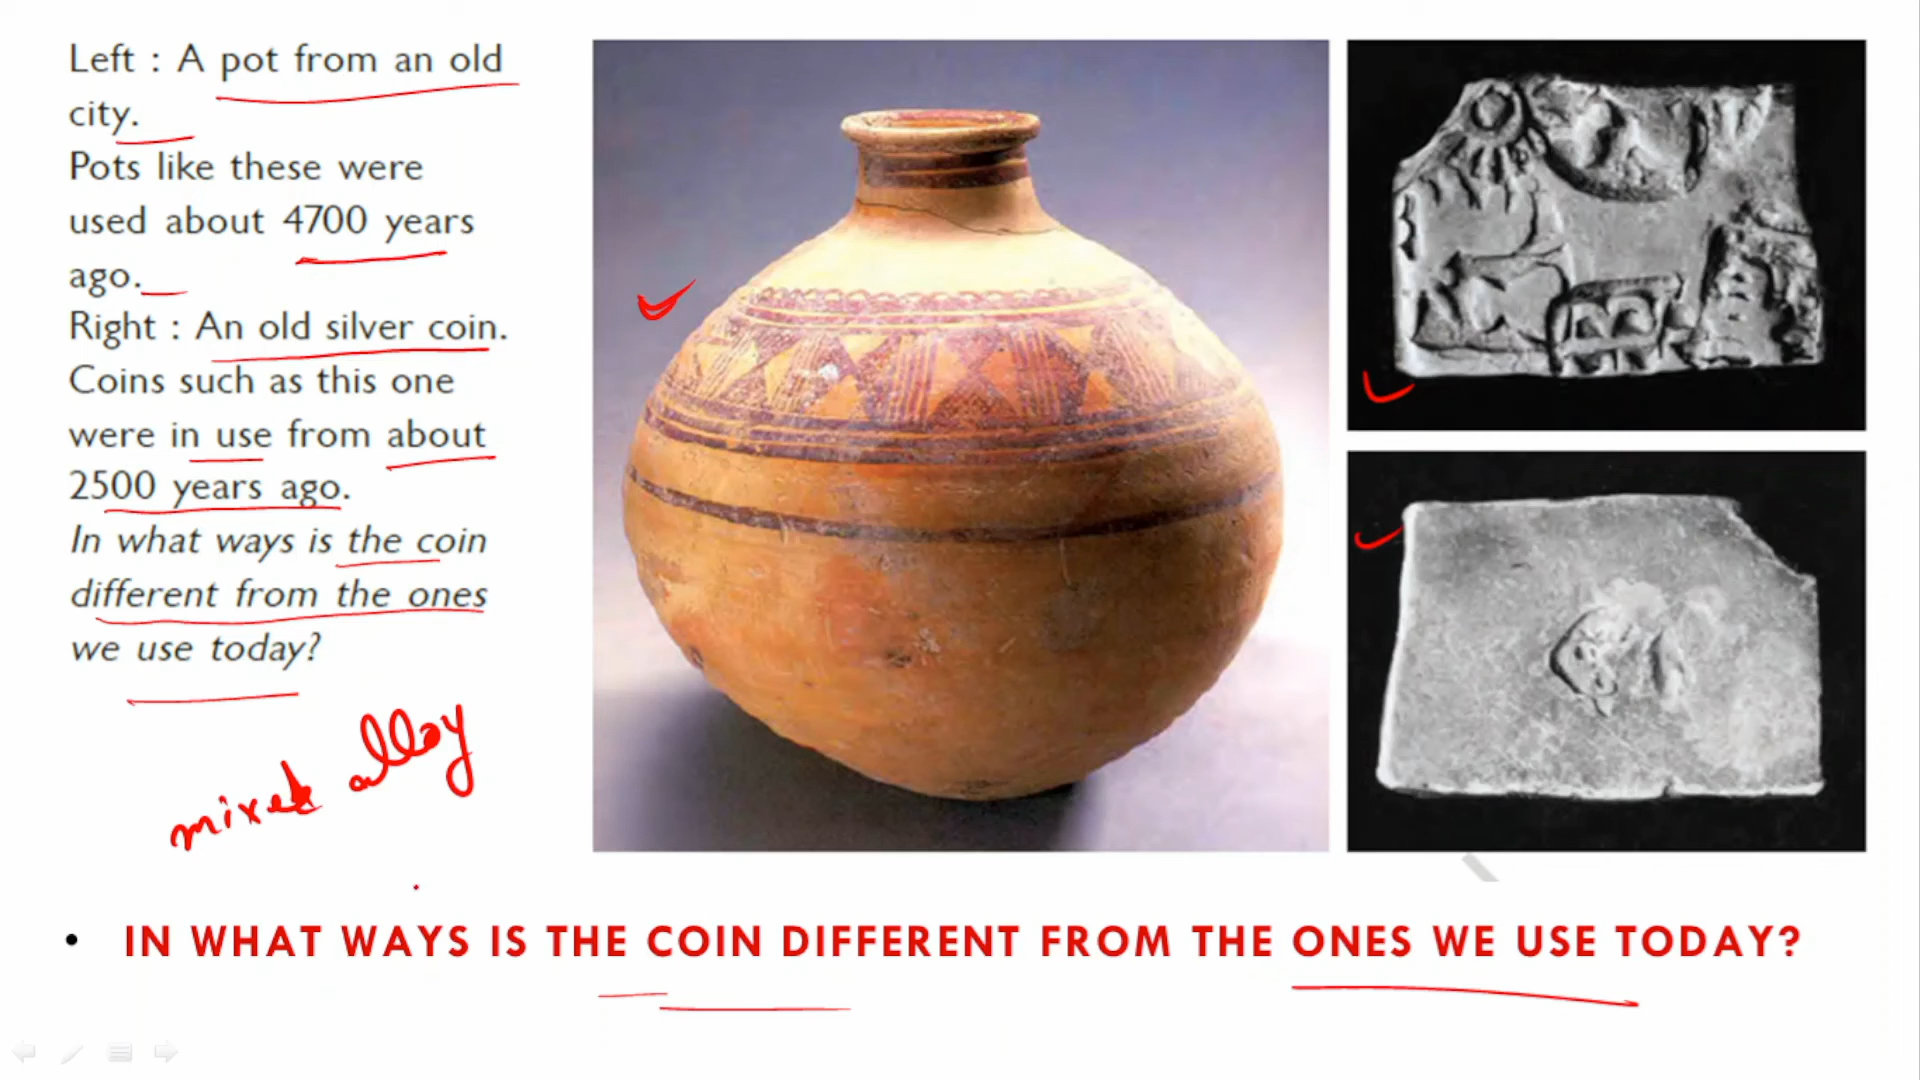 Left : A pot from an old
city.
Pots like these were
used about 4700 years
ago.
Right : An old silver coin.
Coins such as this one
were in use from about
2500 years ago.
In what ways is the coin
different from the ones
we use today?
mixed alloy
• IN WHAT WAYS IS THE COIN DIFFERENT FROM THE ONES WE USE TODAY?